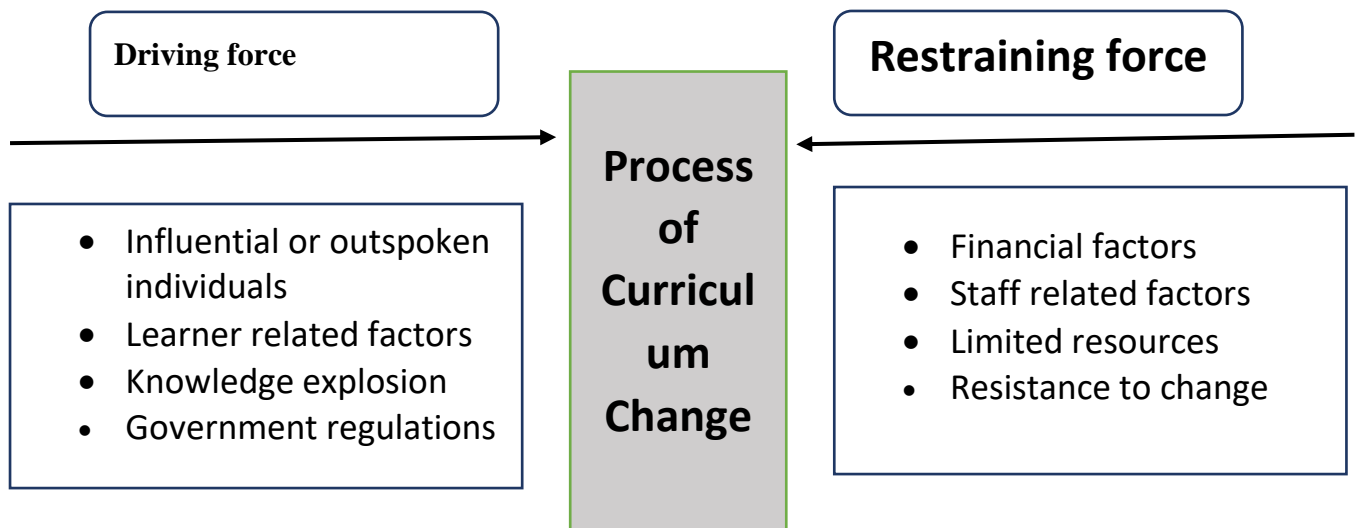 Driving force
Restraining force
Process
of
Curricul
um
Change
• Influential or outspoken
individuals
• Learner related factors
• Knowledge explosion
• Government regulations
• Financial factors
• Staff related factors
• Limited resources
• Resistance to change